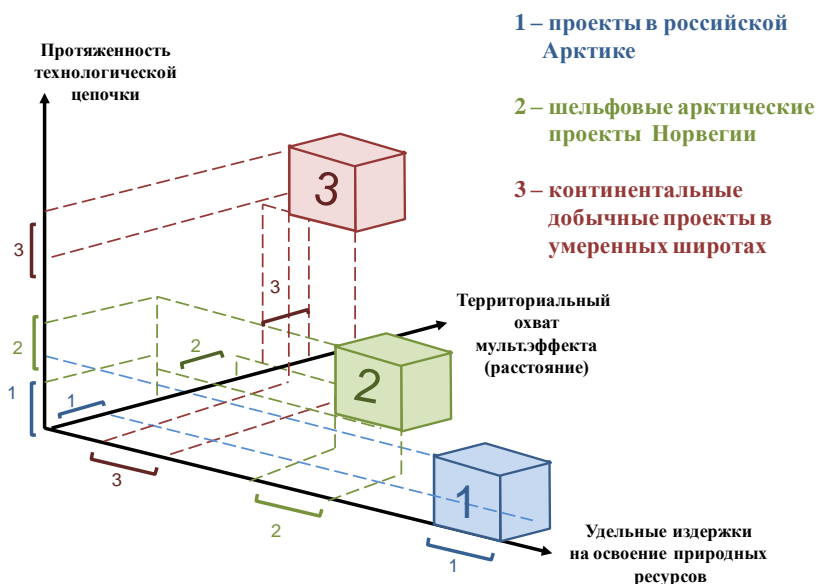 1 – проекты в российской
Арктике
Протяженность
технологической
цепочки
2 – шельфовые арктические
проекты Норвегии
3
3 – континентальные
добычные проекты в
умеренных широтах
3
3
Территориальный
охват
мульт.эффекта
(расстояние)
2
2
2
1
1
3
1
2
1
Удельные издержки
на освоение природных
ресурсов